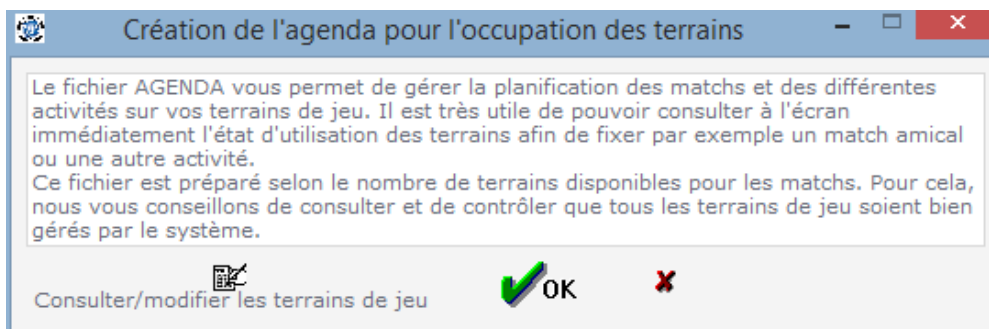 Création de l'agenda pour l'occupation des terrains
Le fichier AGENDA vous permet de gérer la planification des matchs et des différentes
activités sur vos terrains de jeu. Il est très utile de pouvoir consulter à l'écran
immédiatement l'état d'utilisation des terrains afin de fixer par exemple un match amical
ou une autre activité.
Ce fichier est préparé selon le nombre de terrains disponibles pour les matchs. Pour cela,
nous vous conseillons de consulter et de contrôler que tous les terrains de jeu soient bien
gérés par le système.
OK
Consulter/modifier les terrains de jeu